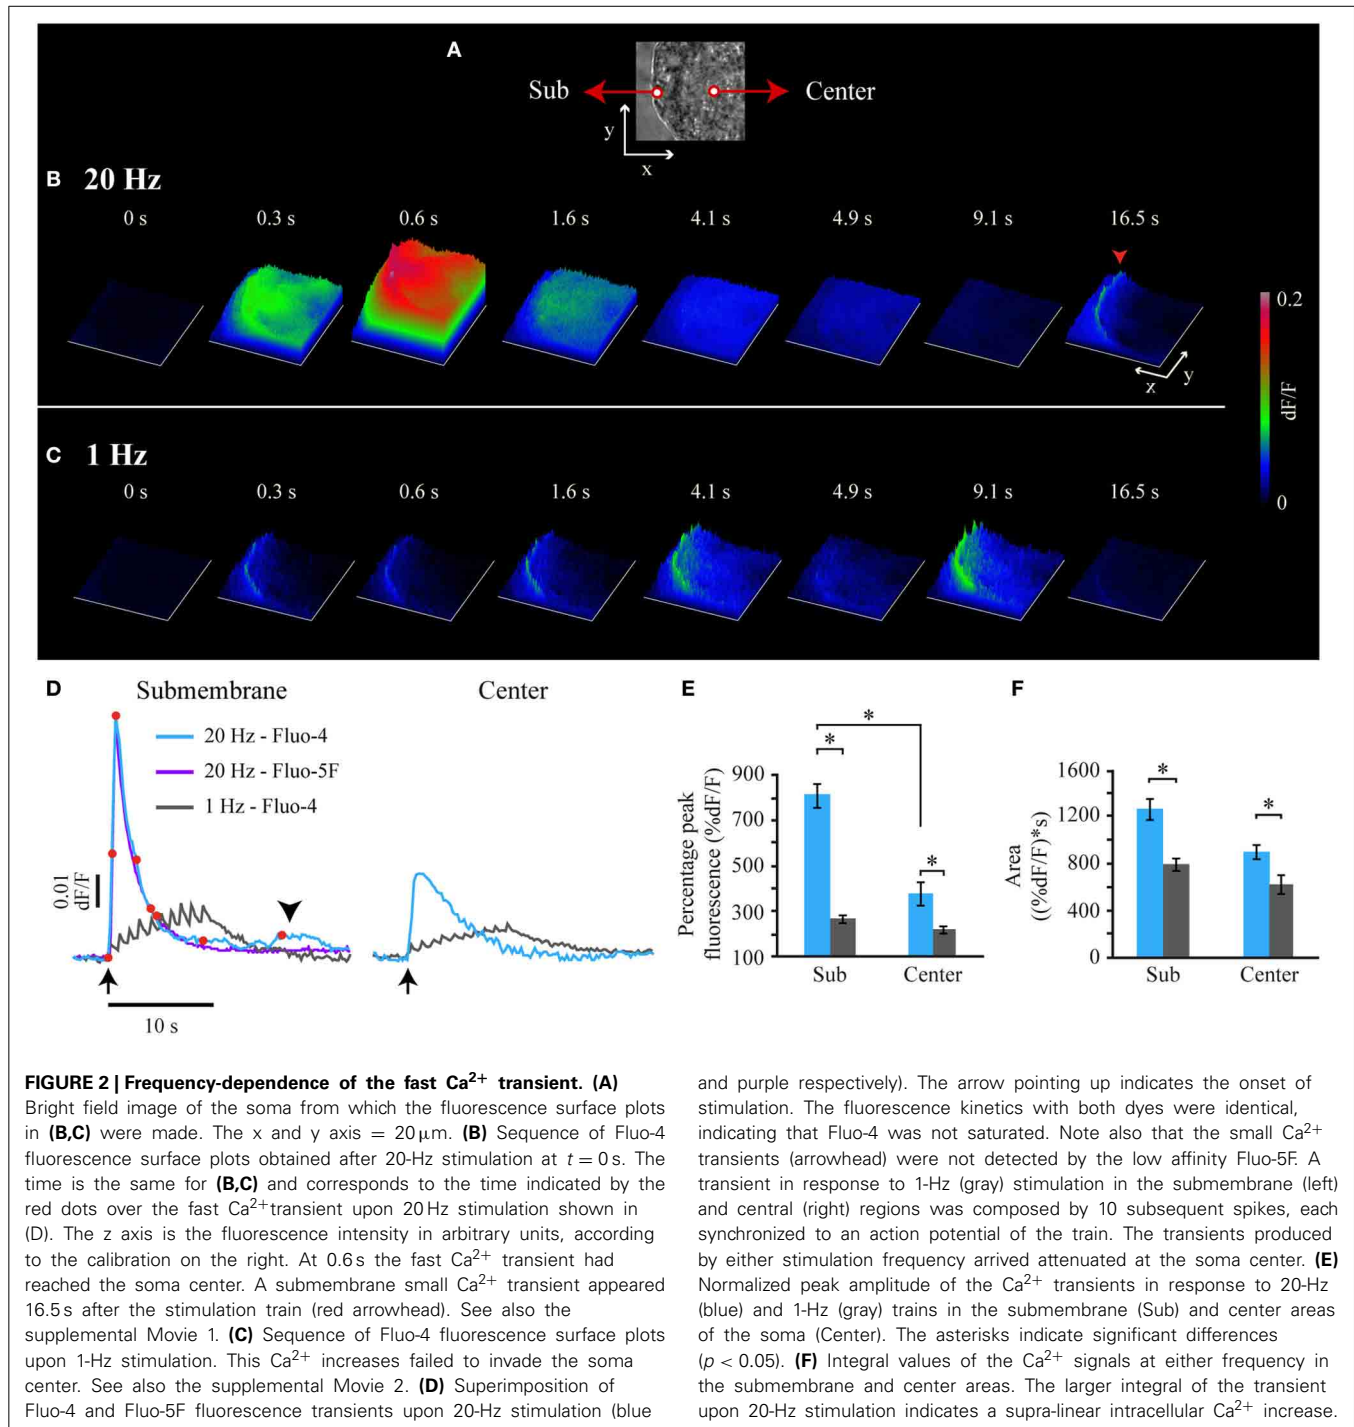 A
Sub
Center
y
x
B 20 Hz
0 s 0.3 s 0.6 s 1.6 s 4.1 s 4.9 s 9.1 s 16.5 s
x y
0.2
dF/F
0
C 1 Hz
0 s 0.3 s 0.6 s 1.6 s 4.1 s 4.9 s 9.1 s 16.5 s
D Submembrane Center
20 Hz - Fluo-4
20 Hz - Fluo-5F
1 Hz - Fluo-4
0.01
dF/F
10 s
E
Percentage peak
fluorescence (%dF/F)
900
700
500
300
100
* * *
Sub Center
F
Area
((%dF/F)*s)
1600
1200
800
400
0
* *
Sub Center
FIGURE 2 | Frequency-dependence of the fast Ca2+ transient. (A)
Bright field image of the soma from which the fluorescence surface plots
in (B,C) were made. The x and y axis = 20 μm. (B) Sequence of Fluo-4
fluorescence surface plots obtained after 20-Hz stimulation at t = 0 s. The
time is the same for (B,C) and corresponds to the time indicated by the
red dots over the fast Ca2+transient upon 20 Hz stimulation shown in
(D). The z axis is the fluorescence intensity in arbitrary units, according
to the calibration on the right. At 0.6 s the fast Ca2+ transient had
reached the soma center. A submembrane small Ca2+ transient appeared
16.5 s after the stimulation train (red arrowhead). See also the
supplemental Movie 1. (C) Sequence of Fluo-4 fluorescence surface plots
upon 1-Hz stimulation. This Ca2+ increases failed to invade the soma
center. See also the supplemental Movie 2. (D) Superimposition of
Fluo-4 and Fluo-5F fluorescence transients upon 20-Hz stimulation (blue
and purple respectively). The arrow pointing up indicates the onset of
stimulation. The fluorescence kinetics with both dyes were identical,
indicating that Fluo-4 was not saturated. Note also that the small Ca2+
transients (arrowhead) were not detected by the low affinity Fluo-5F. A
transient in response to 1-Hz (gray) stimulation in the submembrane (left)
and central (right) regions was composed by 10 subsequent spikes, each
synchronized to an action potential of the train. The transients produced
by either stimulation frequency arrived attenuated at the soma center. (E)
Normalized peak amplitude of the Ca2+ transients in response to 20-Hz
(blue) and 1-Hz (gray) trains in the submembrane (Sub) and center areas
of the soma (Center). The asterisks indicate significant differences
(p < 0.05). (F) Integral values of the Ca2+ signals at either frequency in
the submembrane and center areas. The larger integral of the transient
upon 20-Hz stimulation indicates a supra-linear intracellular Ca2+ increase.